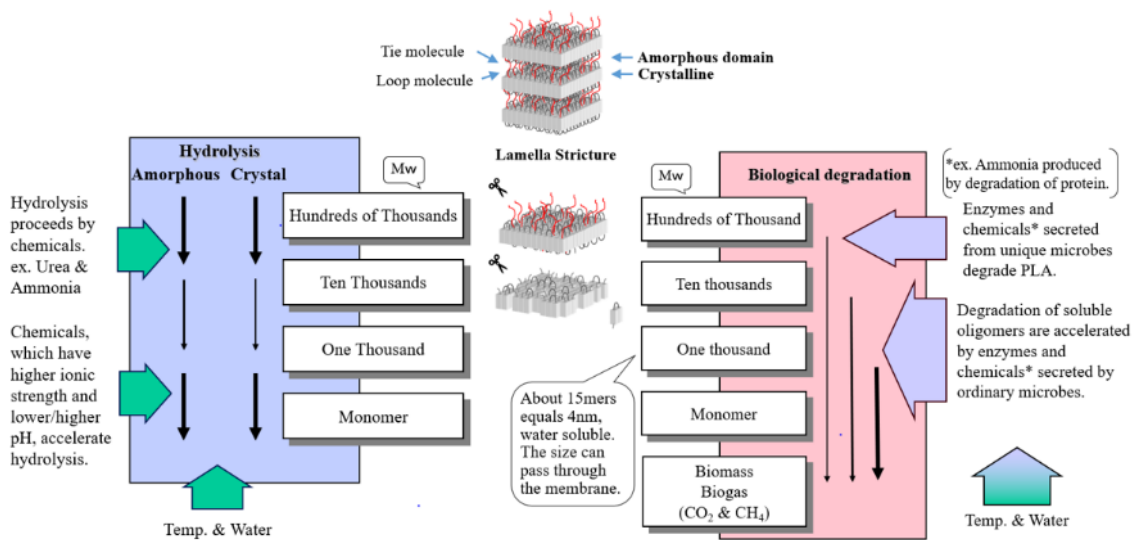 Tie molecule
Loop molecule
Amorphous domain
Crystalline
Lamella Stricture
Hydrolysis
Amorphous Crystal
Mw
Hundreds of Thousands
Ten Thousands
One Thousand
Monomer
Hydrolysis
proceeds by
chemicals.
ex. Urea &
Ammonia
Chemicals,
which have
higher ionic
strength and
lower/higher
pH, accelerate
hydrolysis.
Temp. & Water
Mw
Biological degradation
Hundreds of Thousand
Ten thousands
One thousand
Monomer
Biomass
Biogas
(CO₂ & CH₄)
About 15mers
equals 4nm,
water soluble.
The size can
pass through
the membrane.
*ex. Ammonia produced
by degradation of protein.
Enzymes and
chemicals* secreted
from unique microbes
degrade PLA.
Degradation of soluble
oligomers are accelerated
by enzymes and
chemicals* secreted by
ordinary microbes.
Temp. & Water